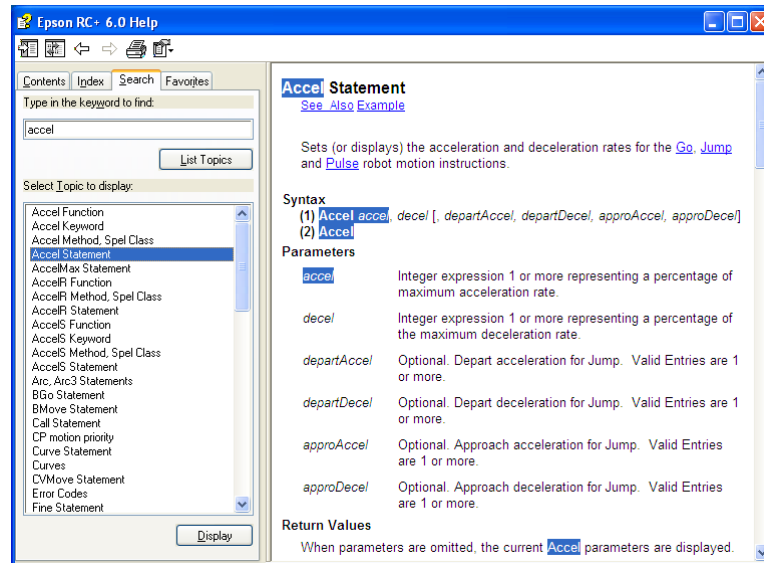 Epson RC+ 6.0 Help
Contents Index Search Favorites
Type in the keyword to find:
accel
List Topics
Select Topic to display:
Accel Function
Accel Keyword
Accel Method, Spel Class
Accel Statement
AccelMax Statement
AccelR Function
AccelR Method, Spel Class
AccelR Statement
AccelS Function
AccelS Keyword
AccelS Method, Spel Class
AccelS Statement
Arc, Arc3 Statements
BGo Statement
BMove Statement
Call Statement
CP motion priority
Curve Statement
Curves
CVMove Statement
Error Codes
Fine Statement
Display
Accel Statement
See Also Example
Sets (or displays) the acceleration and deceleration rates for the Go, Jump
and Pulse robot motion instructions.
Syntax
(1) Accel accel, decel [, departAccel, departDecel, approAccel, approDecel]
(2) Accel
Parameters
accel Integer expression 1 or more representing a percentage of
maximum acceleration rate.
decel Integer expression 1 or more representing a percentage of
the maximum deceleration rate.
departAccel Optional. Depart acceleration for Jump. Valid Entries are 1
or more.
departDecel Optional. Depart deceleration for Jump. Valid Entries are 1
or more.
approAccel Optional. Approach acceleration for Jump. Valid Entries
are 1 or more.
approDecel Optional. Approach deceleration for Jump. Valid Entries
are 1 or more.
Return Values
When parameters are omitted, the current Accel parameters are displayed.